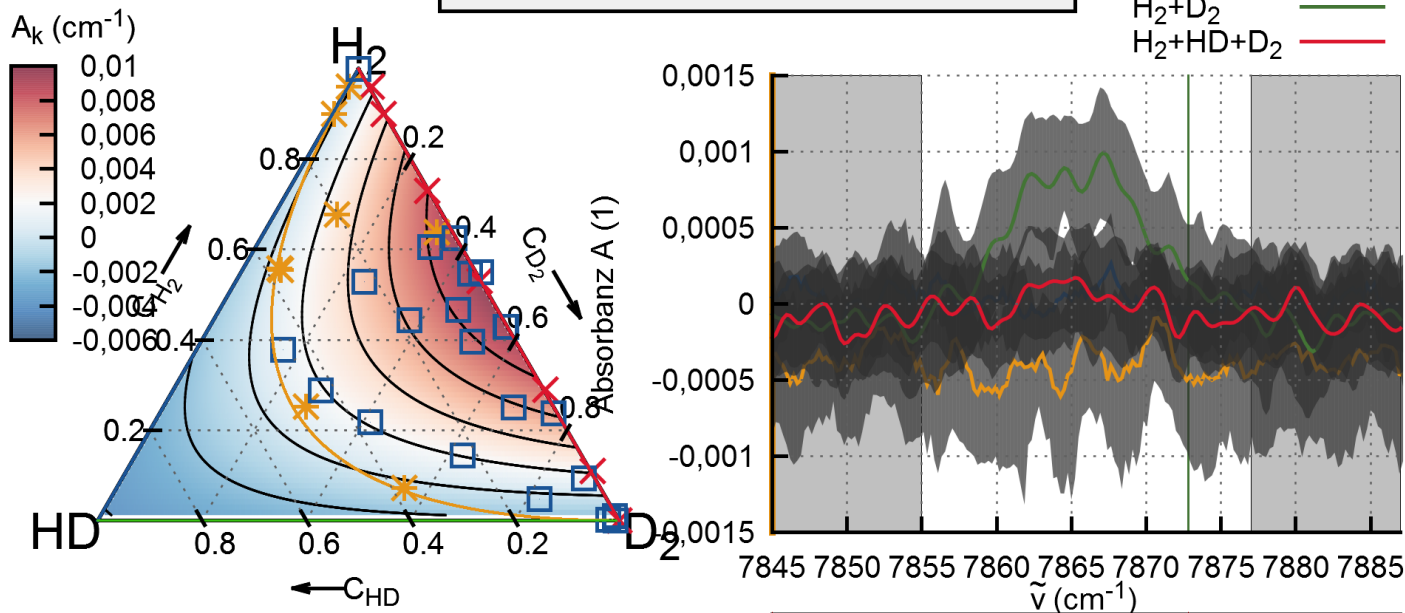 H2+D2
H2+HD+D2
Ak (cm-1)
0,01
0,008
0,006
0,004
0,002
0
-0,002
-0,004
-0,006
H2
0.8
0.6
0.4
0.2
0.2
0.4
0.6
0.8
CH2
CD2
HD
D2
0.8
0.6
0.4
0.2
CHD
Absorbanz A (1)
0,0015
0,001
0,0005
0
-0,0005
-0,001
-0,0015
7845 7850 7855 7860 7865 7870 7875 7880 7885
ṽ (cm-1)